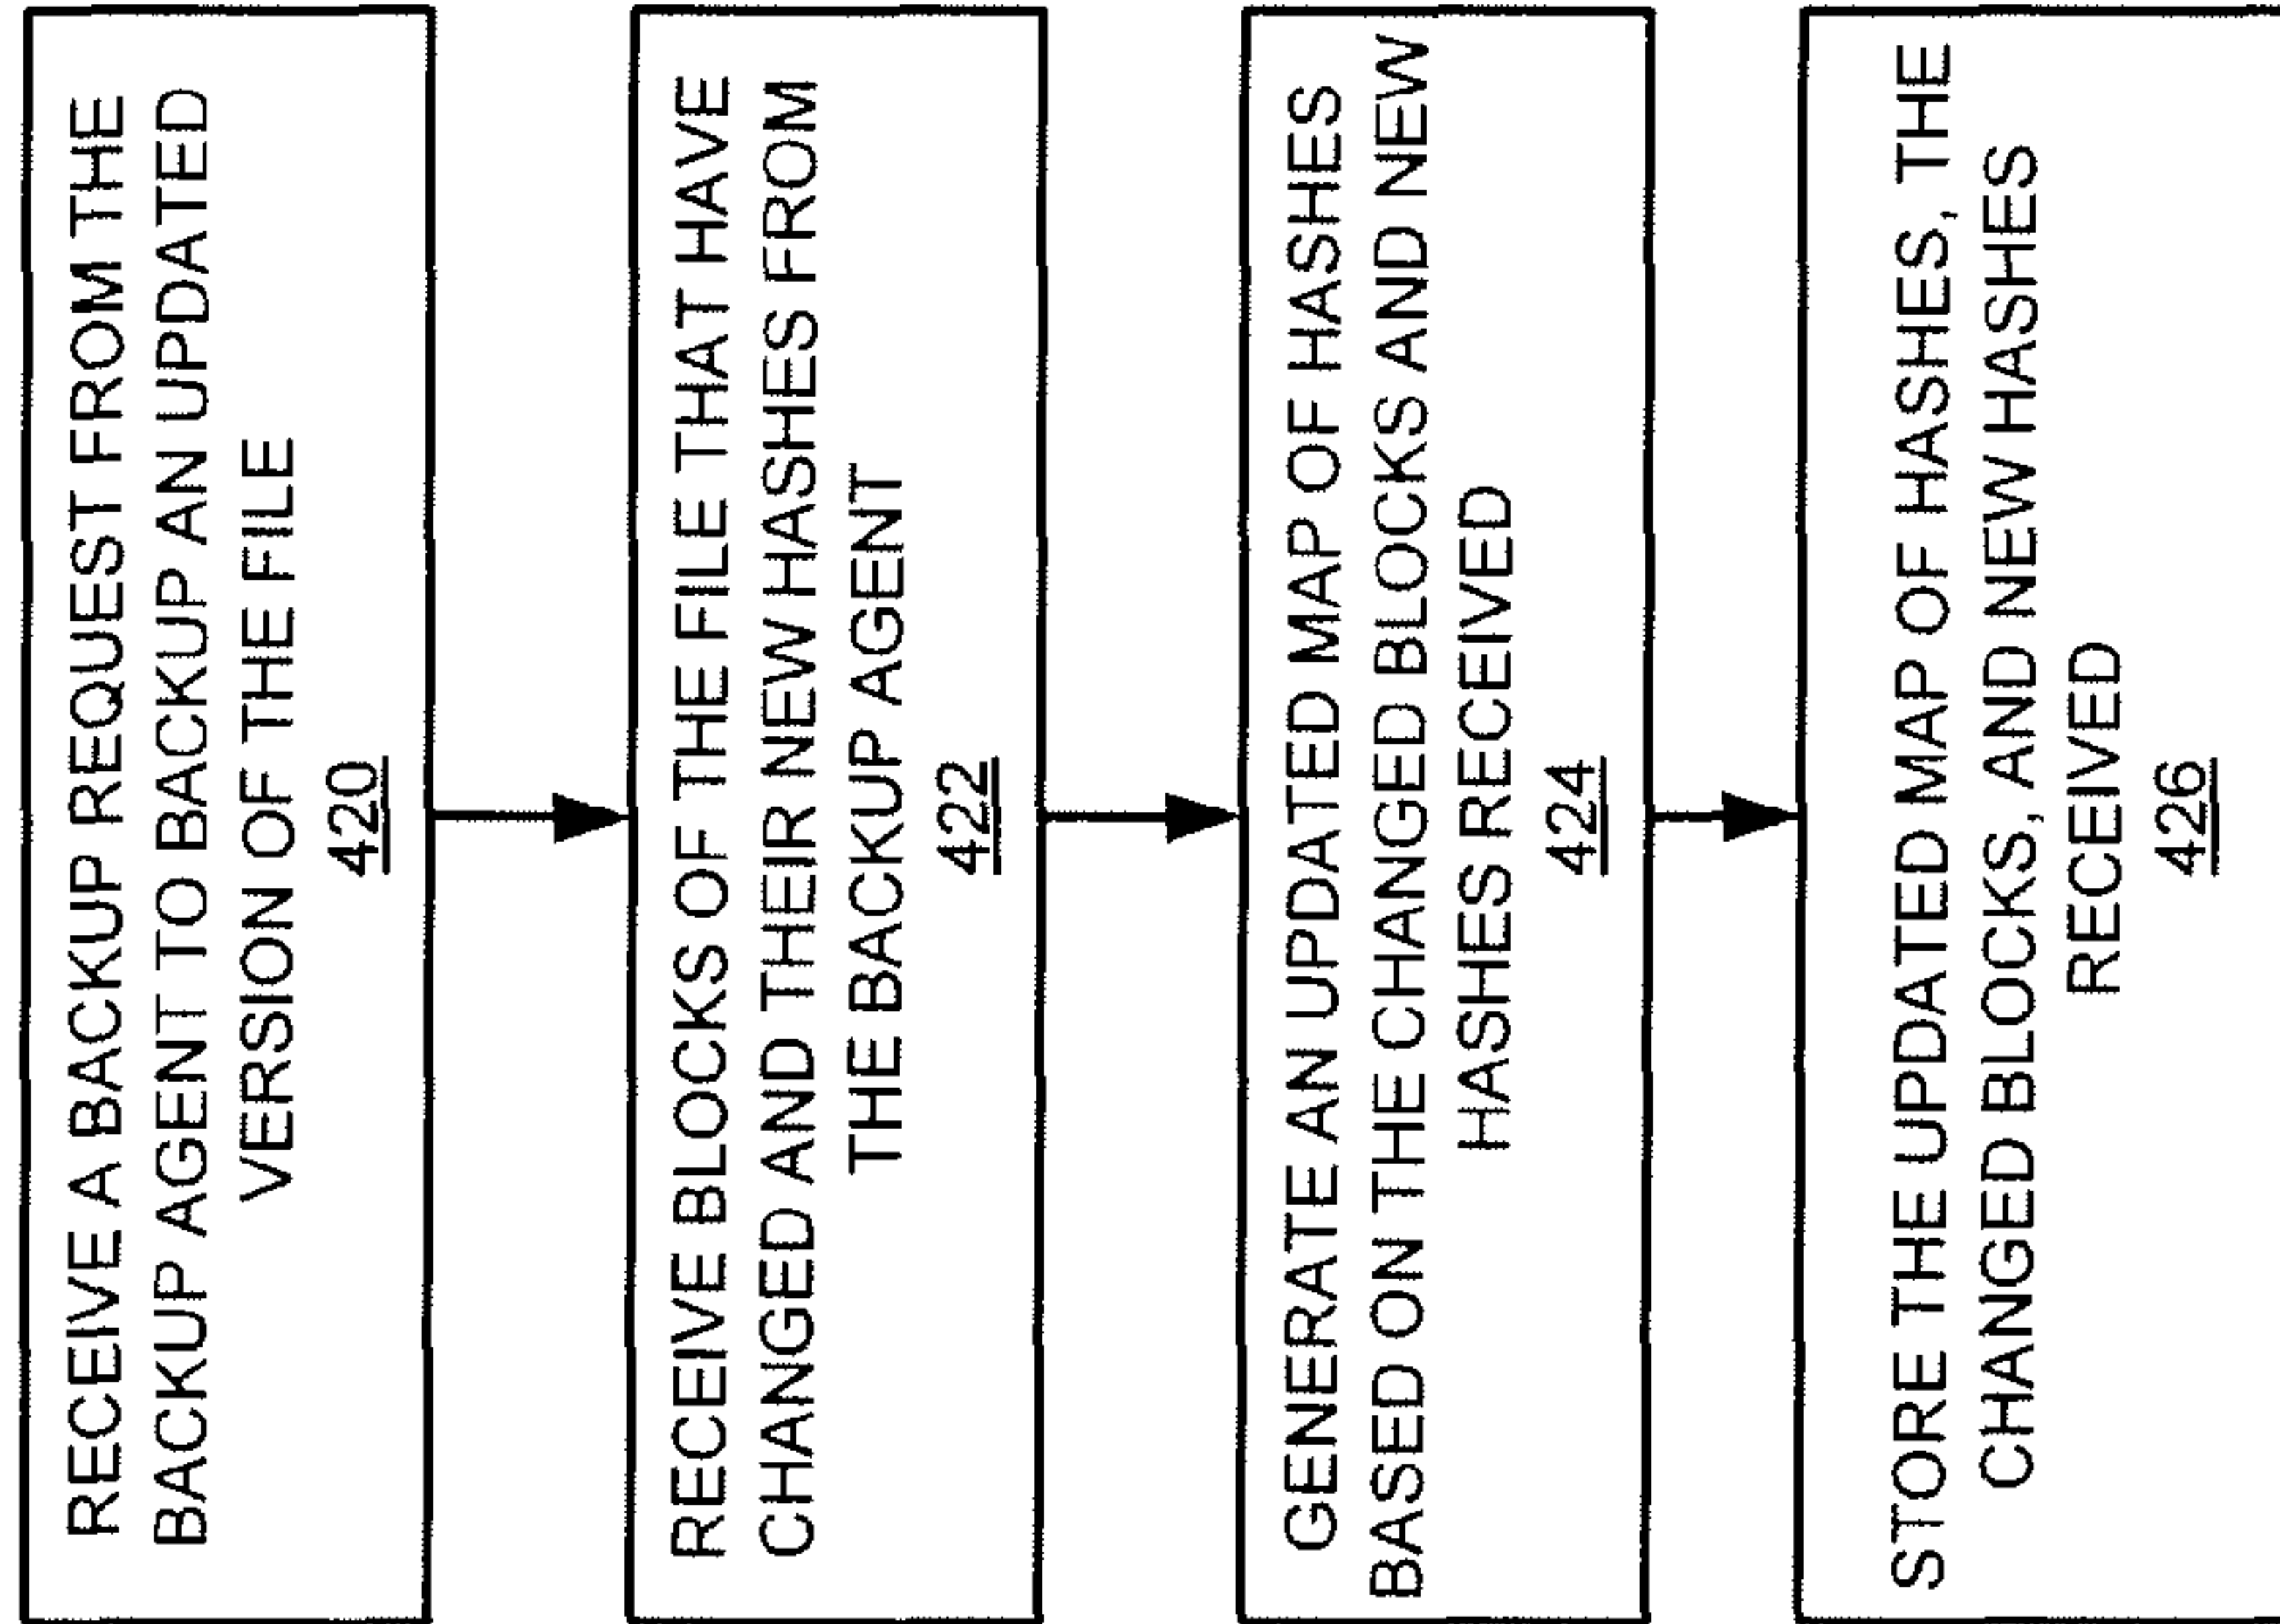 RECEIVE A BACKUP REQUEST FROM THE
BACKUP AGENT TO BACKUP AN UPDATED
VERSION OF THE FILE
420
RECEIVE BLOCKS OF THE FILE THAT HAVE
CHANGED AND THEIR NEW HASHES FROM
THE BACKUP AGENT
422
GENERATE AN UPDATED MAP OF HASHES
BASED ON THE CHANGED BLOCKS AND NEW
HASHES RECEIVED
424
STORE THE UPDATED MAP OF HASHES, THE
CHANGED BLOCKS, AND NEW HASHES
RECEIVED
426